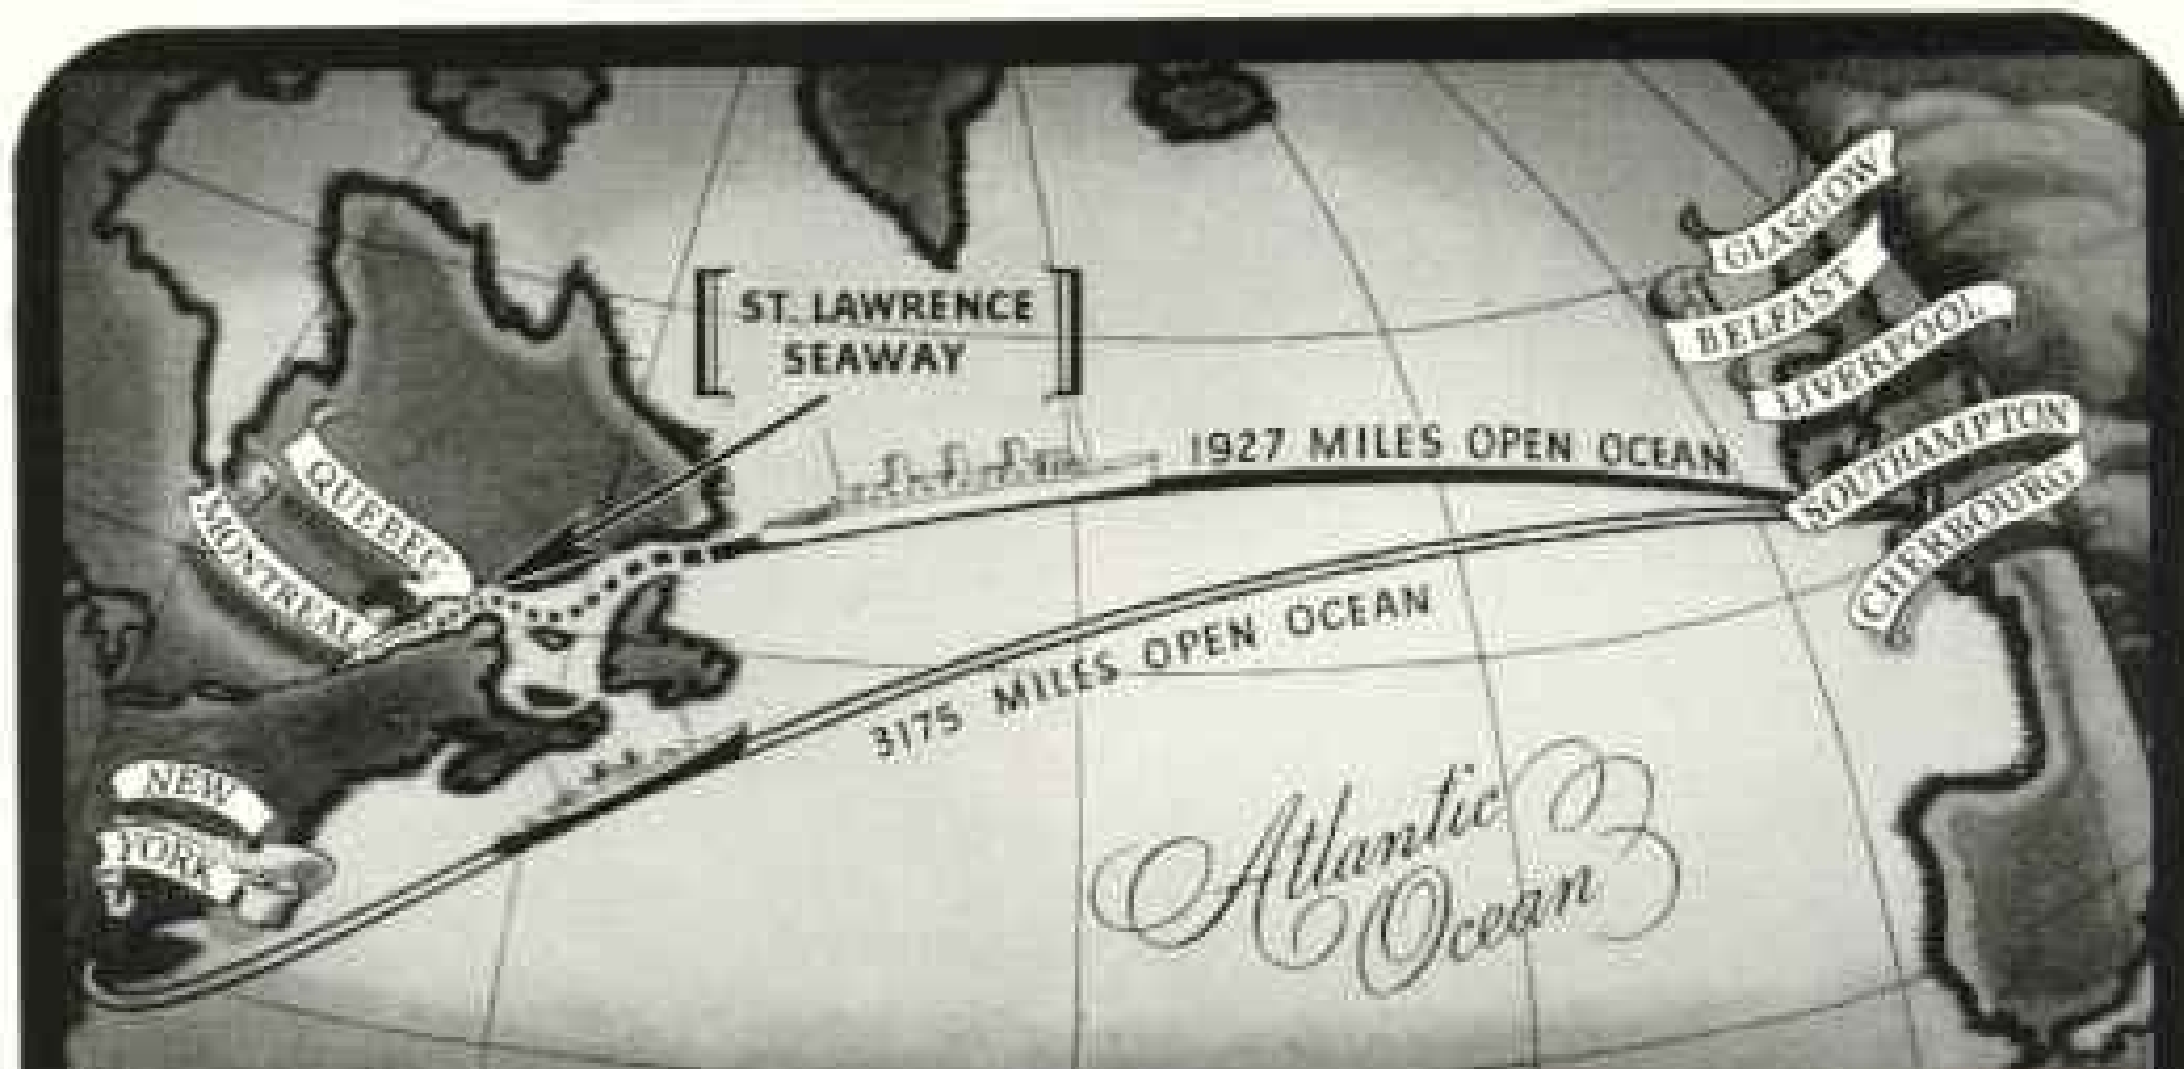 GLASGOW
BELFAST
LIVERPOOL
SOUTHAMPTON
CHERBOURG
ST. LAWRENCE
SEAWAY
1927 MILES OPEN OCEAN
QUEBEC
MONTREAL
3175 MILES OPEN OCEAN
NEW
YORK
Atlantic
Ocean